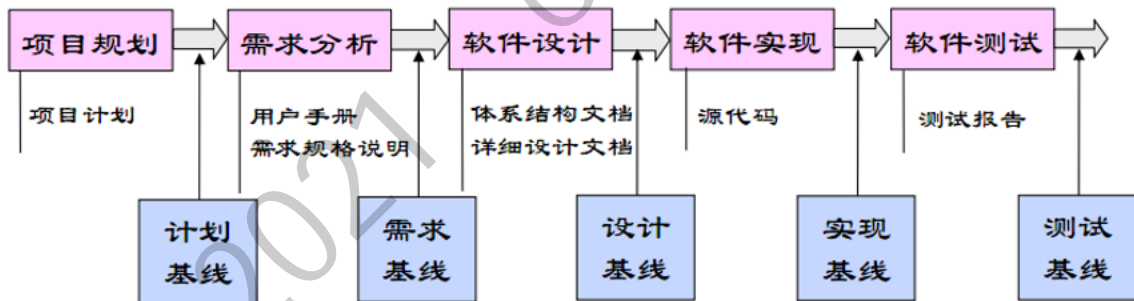 项目规划
需求分析
软件设计
软件实现
软件测试
项目计划
用户手册
需求规格说明
体系结构文档
详细设计文档
源代码
测试报告
计划
基线
需求
基线
设计
基线
实现
基线
测试
基线
2021